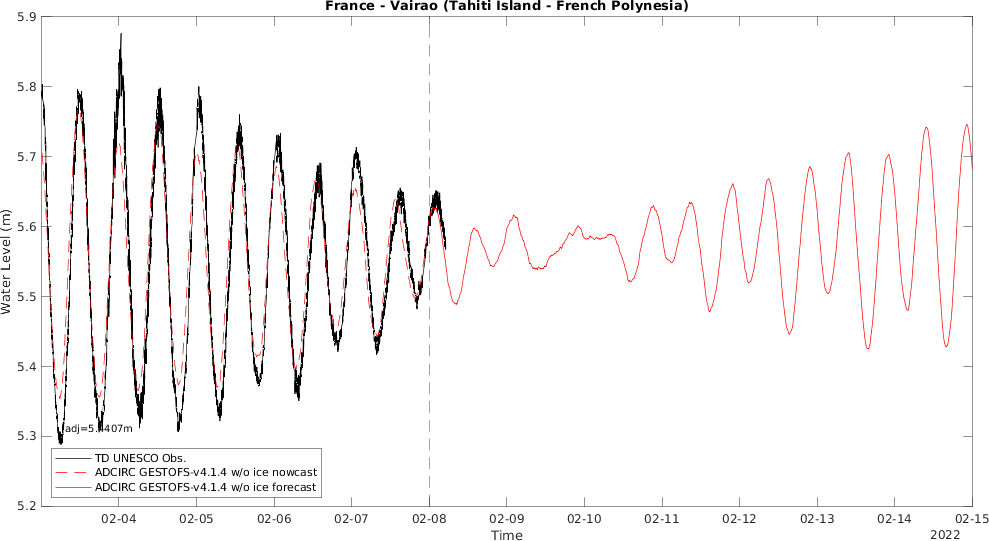 France - Vairao (Tahiti Island - French Polynesia)
5.9
5.8
5.7
5.6
5.5
5.4
5.3
5.2
Water Level (m)
adj=5.4407m
TD UNESCO Obs.
ADCIRC GESTOFS-v4.1.4 w/o ice nowcast
ADCIRC GESTOFS-v4.1.4 w/o ice forecast
02-04 02-05 02-06 02-07 02-08 02-09 02-10 02-11 02-12 02-13 02-14 02-15
Time
2022